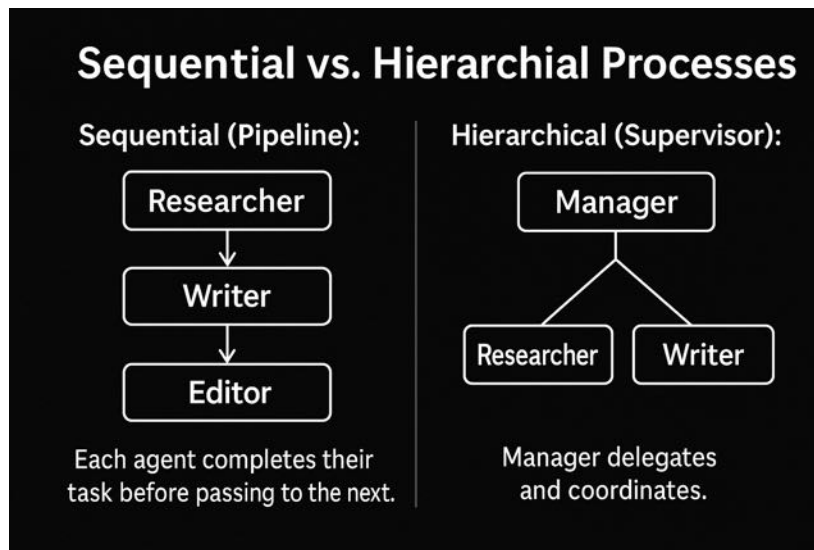 Sequential vs. Hierarchial Processes
Sequential (Pipeline):
Researcher
Writer
Editor
Each agent completes their
task before passing to the next.
Hierarchical (Supervisor):
Manager
Researcher
Writer
Manager delegates
and coordinates.